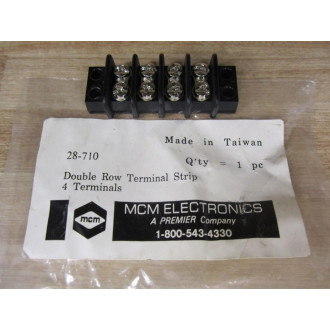 Made in Taiwan
28-710
Q'ty = 1 pc
Double Row Terminal Strip
4 Terminals
mcm
MCM ELECTRONICS
A PREMIER Company
1-800-543-4330